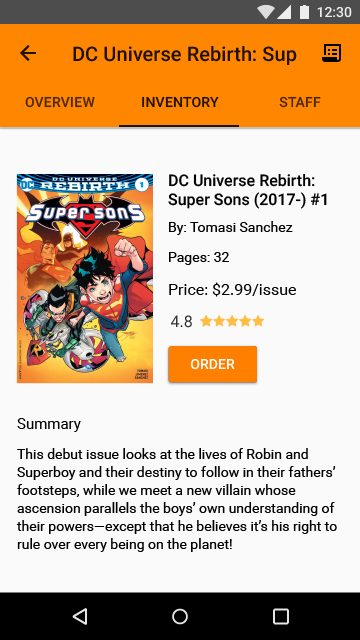 12:30
DC Universe Rebirth: Sup
OVERVIEW
INVENTORY
STAFF
DC UNIVERSE
DC REBIRTH 1
SUPERSONS
DC Universe Rebirth:
Super Sons (2017-) #1
By: Tomasi Sanchez
Pages: 32
Price: $2.99/issue
4.8
ORDER
TOMASI
SANCHEZ
Summary
This debut issue looks at the lives of Robin and
Superboy and their destiny to follow in their fathers’
footsteps, while we meet a new villain whose
ascension parallels the boys’ own understanding of
their powers—except that he believes it’s his right to
rule over every being on the planet!